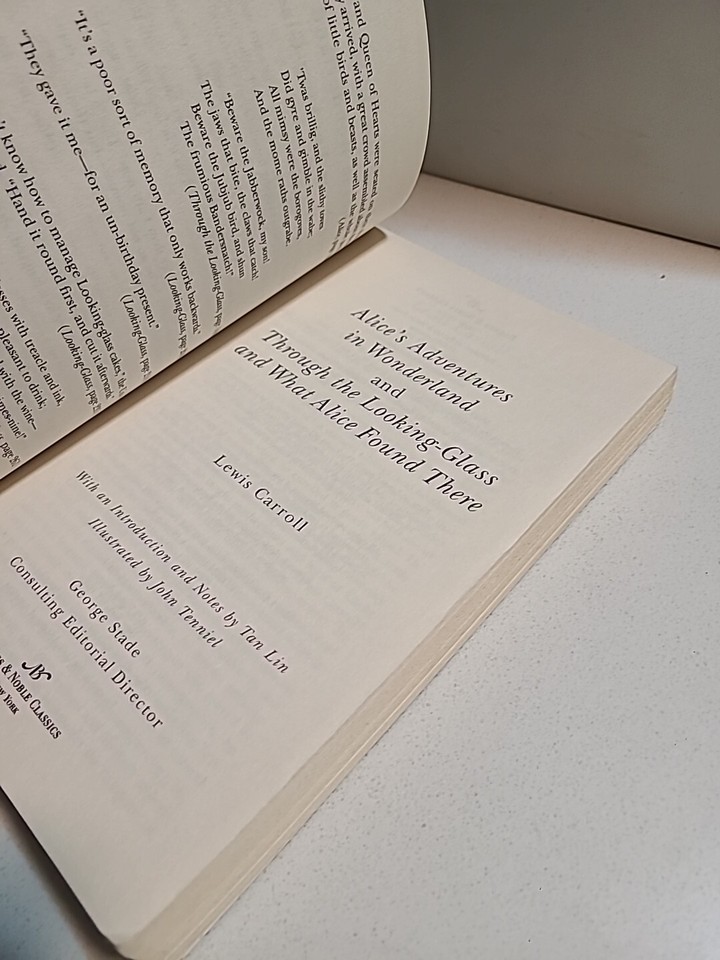 and Queen of Hearts were seated on
arrived, with a great crowd assembled
of little birds and beasts, as well as the
'Twas brillig, and the slithy toves
Did gyre and gimble in the wabe;
All mimsy were the borogoves,
And the mome raths outgrabe.
"Beware the Jabberwock, my son!
The jaws that bite, the claws that catch!
Beware the Jubjub bird, and shun
The frumious Bandersnatch!"
(Through the Looking-Glass, page
"It's a poor sort of memory that only works backwards."
(Looking-Glass, page
"They gave it me—for an un-birthday present."
(Looking-Glass, page
know how to manage Looking-glass cakes," the
"Hand it round first, and cut it afterwards
(Looking-Glass, page
with treacle and ink,
pleasant to drink;
with the wine—
page
Alice's Adventures
in Wonderland
and
Through the Looking-Glass
and What Alice Found There
Lewis Carroll
With an Introduction and Notes by Tan Lin
Illustrated by John Tenniel
George Stade
Consulting Editorial Director
& NOBLE CLASSICS
YORK